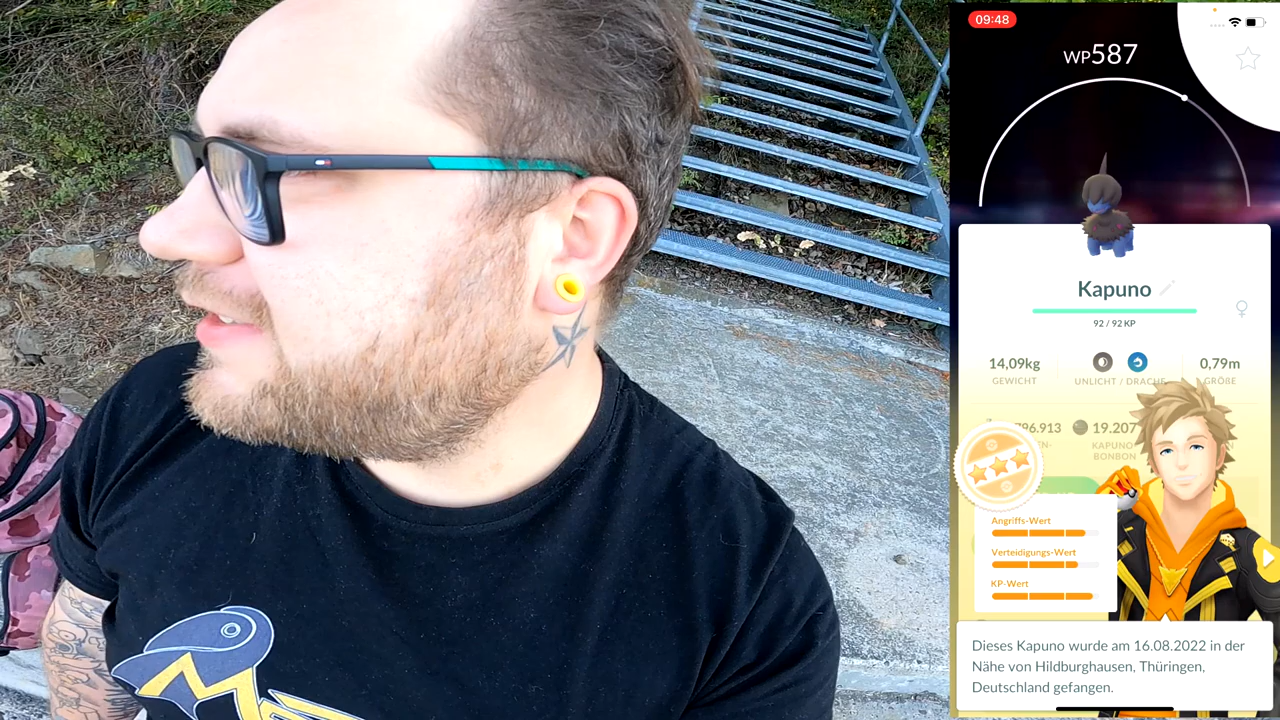 09:48
WP587
Kapuno
92 / 92 KP
14,09kg
0,79m
GEWICHT
UNLICHT / DRACHE
GRÖSSE
796.913
19.207
KAPUNO-
BONBON
Angriffs-Wert
Verteidigungs-Wert
KP-Wert
Dieses Kapuno wurde am 16.08.2022 in der
Nähe von Hildburghausen, Thüringen,
Deutschland gefangen.